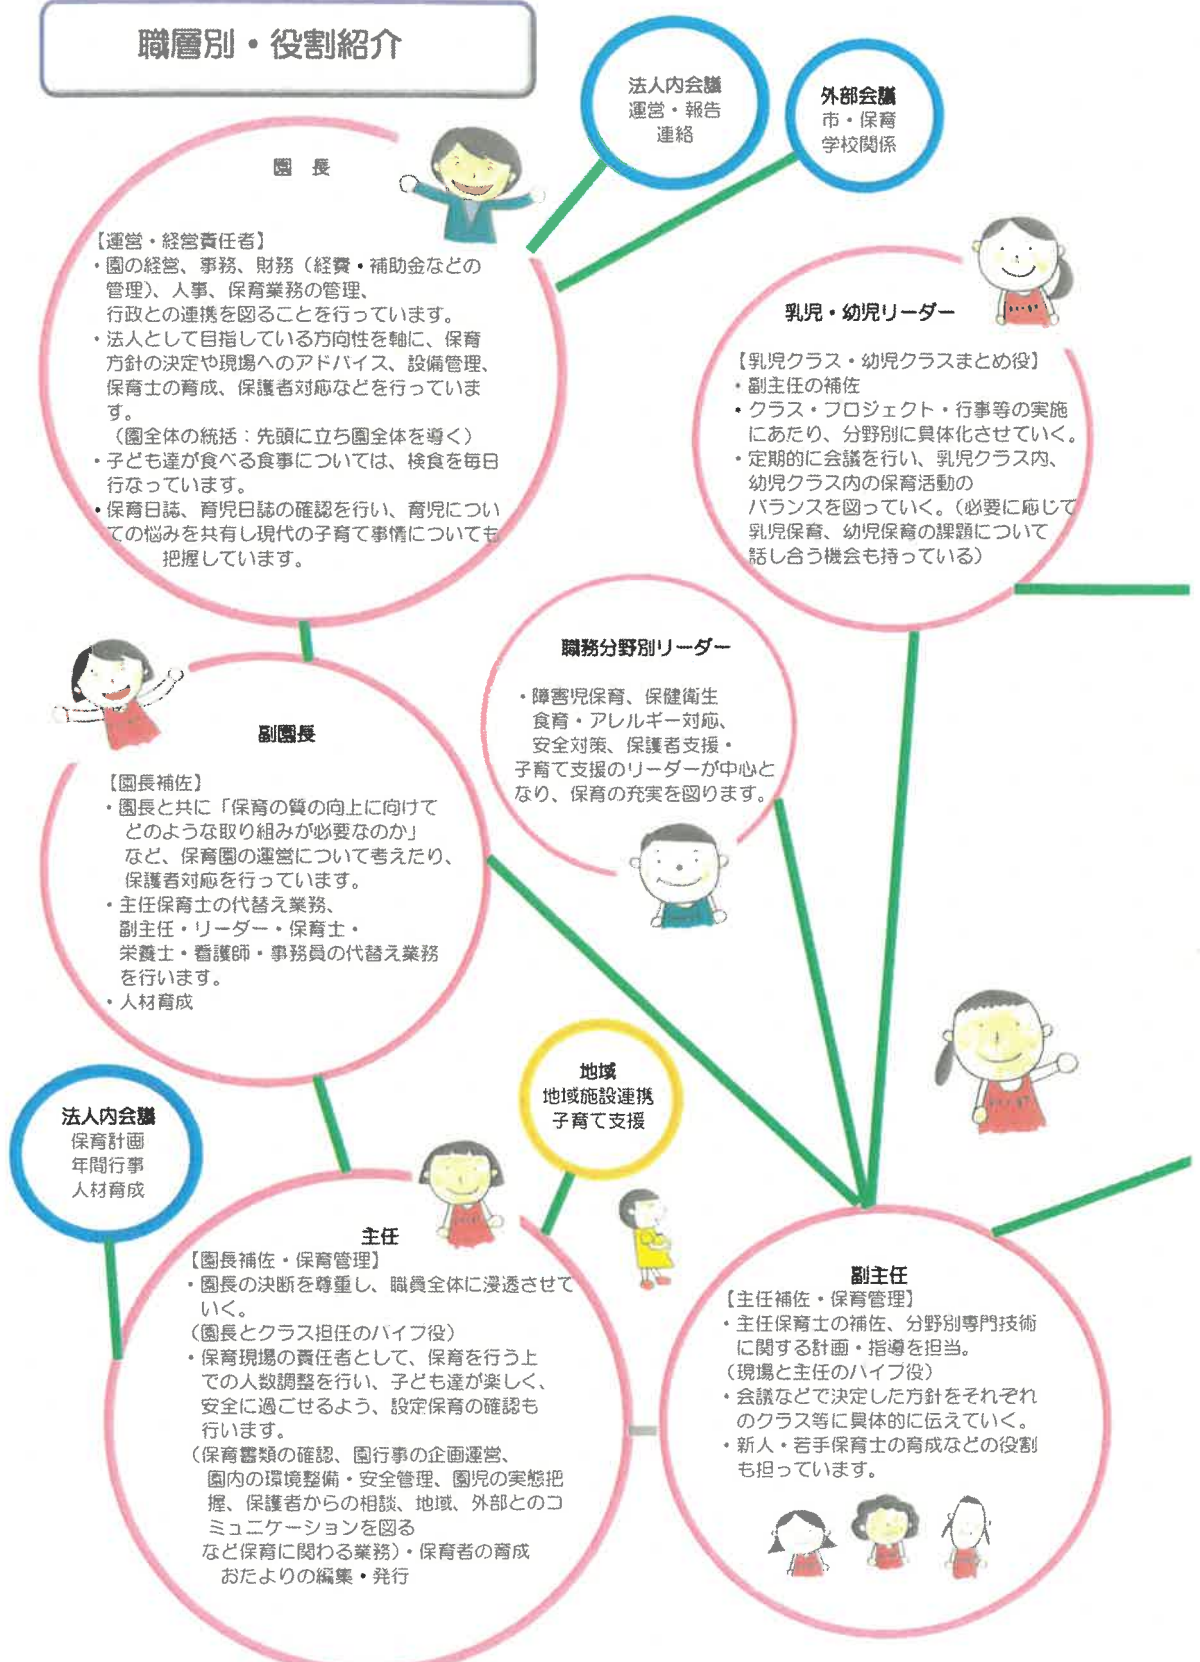 職層別・役割紹介
法人内会議
運営・報告
連絡
外部会議
市・保育
学校関係
園 長
【運営・経営責任者】
・園の経営、事務、財務（経費・補助金などの
管理）、人事、保育業務の管理、
行政との連携を図ることを行っています。
・法人として目指している方向性を軸に、保育
方針の決定や現場へのアドバイス、設備管理、
保育士の育成、保護者対応などを行っていま
す。
（園全体の統括：先頭に立ち園全体を導く）
・子ども達が食べる食事については、検食を毎日
行なっています。
・保育日誌、育児日誌の確認を行い、育児につい
ての悩みを共有し現代の子育て事情についても
把握しています。
乳児・幼児リーダー
【乳児クラス・幼児クラスまとめ役】
・副主任の補佐
・クラス・プロジェクト・行事等の実施
にあたり、分野別に具体化させていく。
・定期的に会議を行い、乳児クラス内、
幼児クラス内の保育活動の
バランスを図っていく。（必要に応じて
乳児保育、幼児保育の課題について
話し合う機会も持っている）
職務分野別リーダー
・障害児保育、保健衛生
食育・アレルギー対応、
安全対策、保護者支援・
子育て支援のリーダーが中心と
なり、保育の充実を図ります。
副園長
【園長補佐】
・園長と共に「保育の質の向上に向けて
どのような取り組みが必要なのか」
など、保育園の運営について考えたり、
保護者対応を行っています。
・主任保育士の代替え業務、
副主任・リーダー・保育士・
栄養士・看護師・事務員の代替え業務
を行います。
・人材育成
地域
地域施設連携
子育て支援
法人内会議
保育計画
年間行事
人材育成
主任
【園長補佐・保育管理】
・園長の決断を尊重し、職員全体に浸透させて
いく。
（園長とクラス担任のパイプ役）
・保育現場の責任者として、保育を行う上
での人数調整を行い、子ども達が楽しく、
安全に過ごせるよう、設定保育の確認も
行います。
（保育書類の確認、園行事の企画運営、
園内の環境整備・安全管理、園児の実態把
握、保護者からの相談、地域、外部とのコ
ミュニケーションを図る
など保育に関わる業務）・保育者の育成
おたよりの編集・発行
副主任
【主任補佐・保育管理】
・主任保育士の補佐、分野別専門技術
に関する計画・指導を担当。
（現場と主任のパイプ役）
・会議などで決定した方針をそれぞれ
のクラス等に具体的に伝えていく。
・新人・若手保育士の育成などの役割
も担っています。